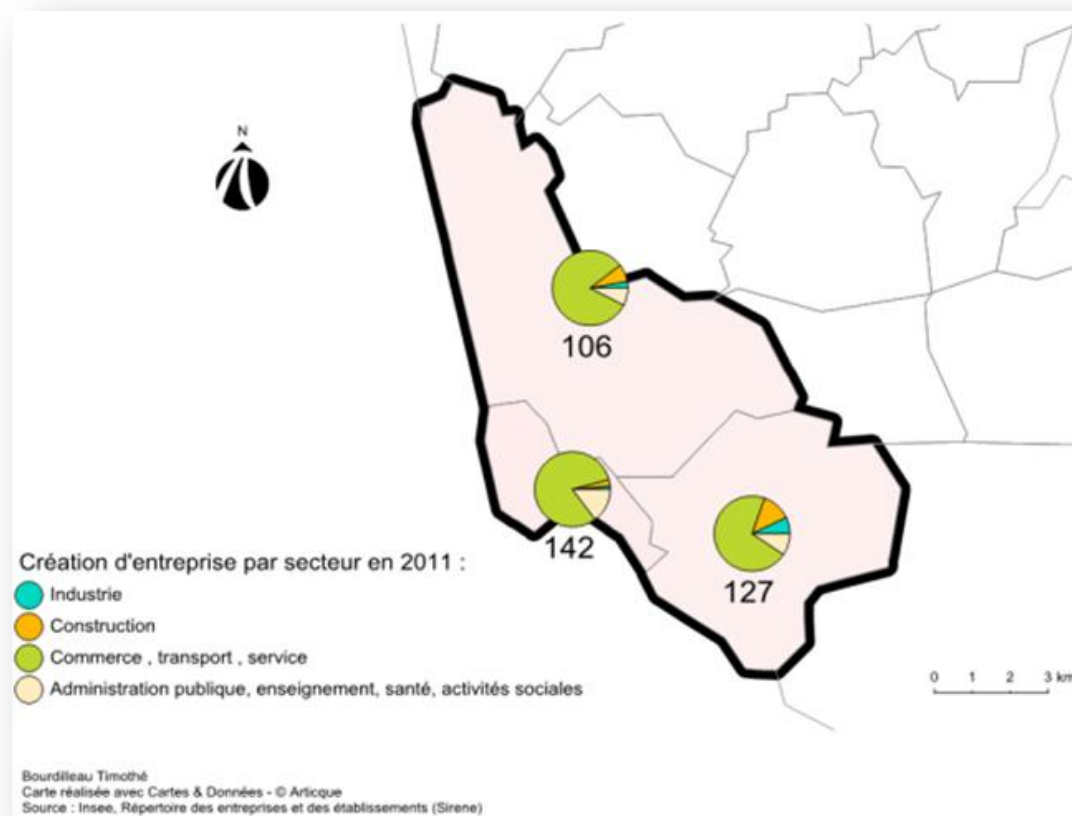 N
106
142
127
Création d'entreprise par secteur en 2011 :
Industrie
Construction
Commerce , transport , service
Administration publique, enseignement, santé, activités sociales
0 1 2 3 km
Bourdilleau Timothé
Carte réalisée avec Cartes & Données - © Articque
Source : Insee, Répertoire des entreprises et des établissements (Sirene)